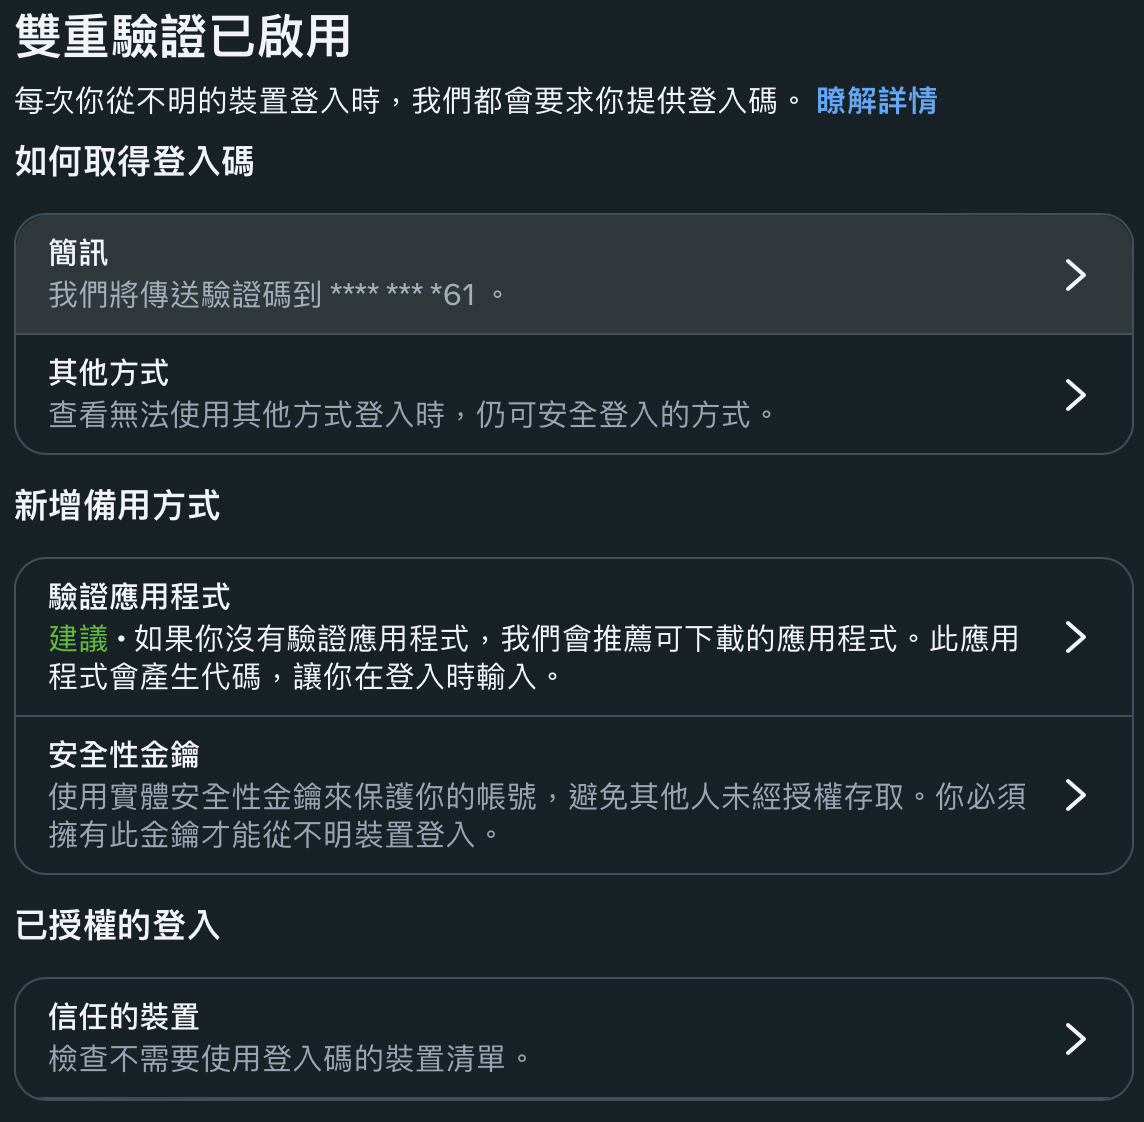 雙重驗證已啟用
每次你從不明的裝置登入時，我們都會要求你提供登入碼。 瞭解詳情
如何取得登入碼
簡訊
我們將傳送驗證碼到 **** *** *61 。
其他方式
查看無法使用其他方式登入時，仍可安全登入的方式。
新增備用方式
驗證應用程式
建議 • 如果你沒有驗證應用程式，我們會推薦可下載的應用程式。此應用
程式會產生代碼，讓你在登入時輸入。
安全性金鑰
使用實體安全性金鑰來保護你的帳號，避免其他人未經授權存取。你必須
擁有此金鑰才能從不明裝置登入。
已授權的登入
信任的裝置
檢查不需要使用登入碼的裝置清單。